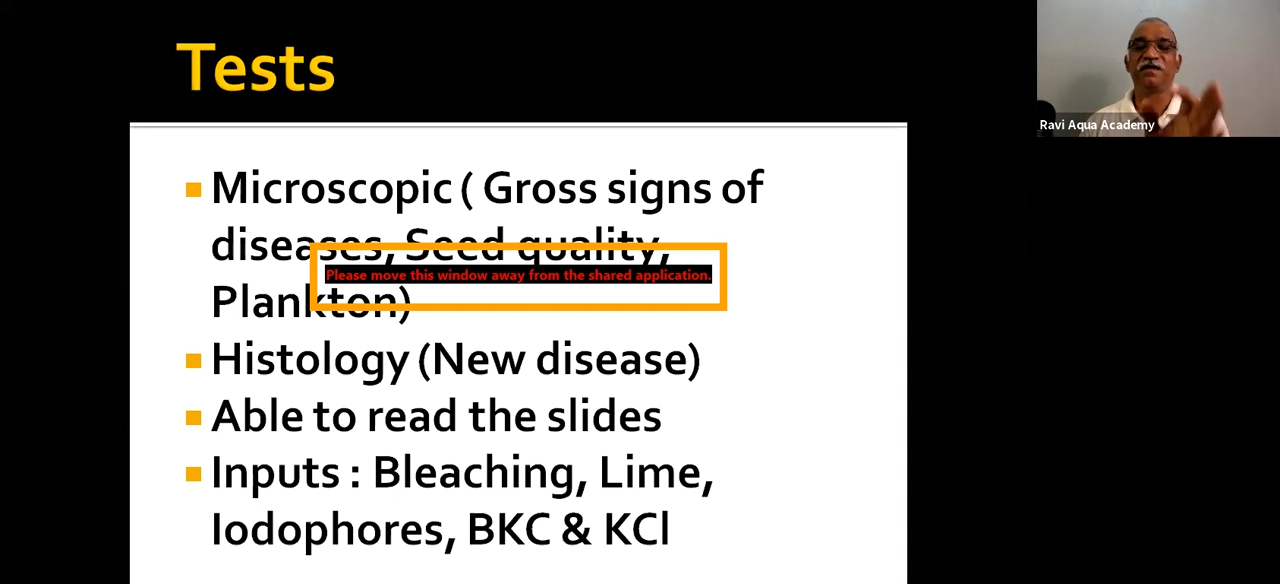 Tests
Ravi Aqua Academy
Microscopic ( Gross signs of
diseases, Seed quality,
Please move this window away from the shared application.
Plankton)
Histology (New disease)
Able to read the slides
Inputs : Bleaching, Lime,
Iodophores, BKC & KCl